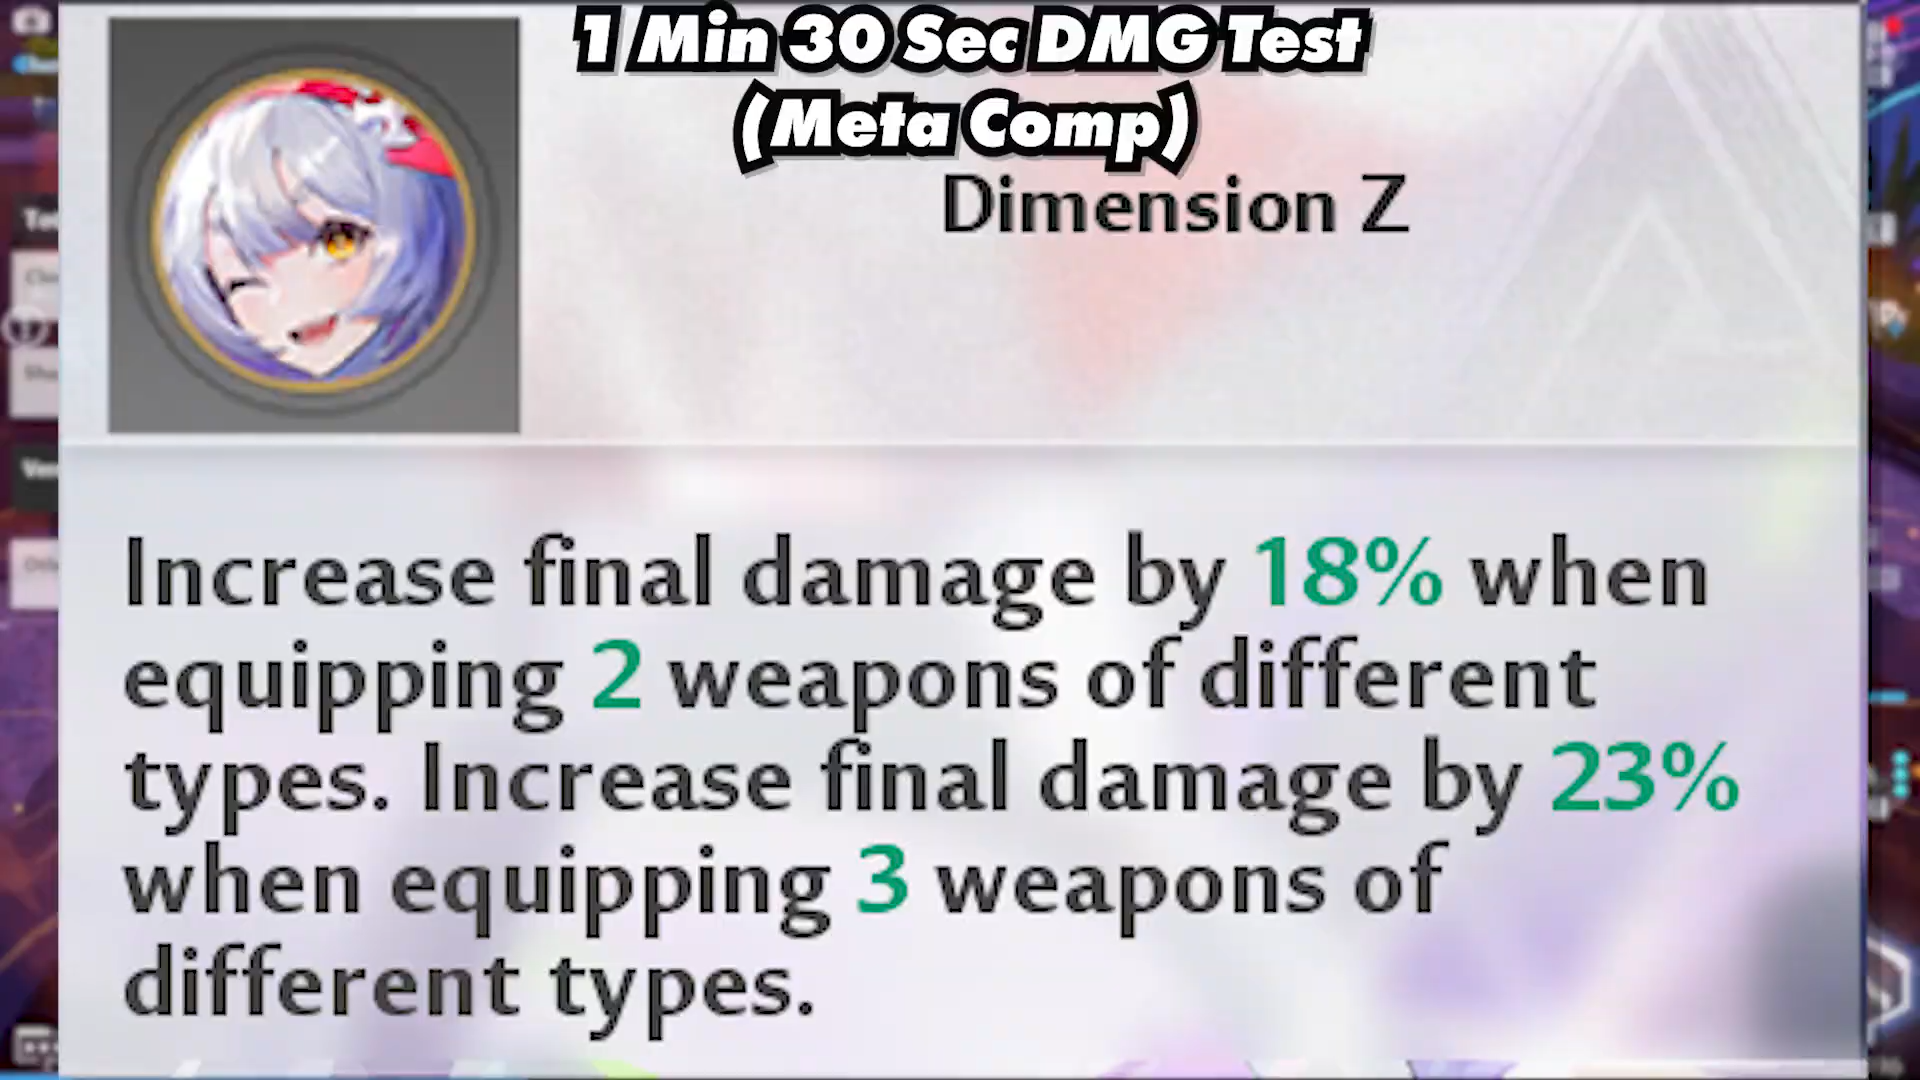 1 Min 30 Sec DMG Test
(Meta Comp)
Dimension Z
Increase final damage by 18% when
equipping 2 weapons of different
types. Increase final damage by 23%
when equipping 3 weapons of
different types.